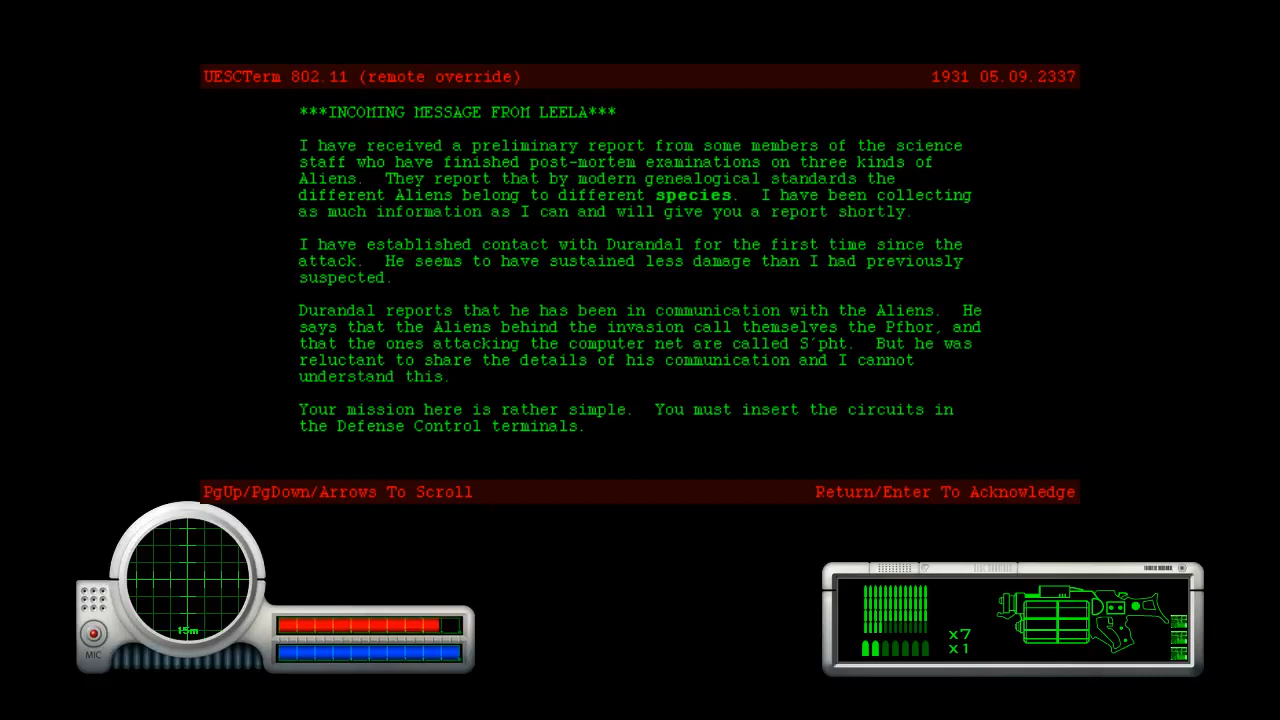 UESCTerm 802.11 (remote override) 1931 05.09.2337
***INCOMING MESSAGE FROM LEELA***
I have received a preliminary report from some members of the science
staff who have finished post-mortem examinations on three kinds of
Aliens.  They report that by modern genealogical standards the
different Aliens belong to different species.  I have been collecting
as much information as I can and will give you a report shortly.
I have established contact with Durandal for the first time since the
attack.  He seems to have sustained less damage than I had previously
suspected.
Durandal reports that he has been in communication with the Aliens.  He
says that the Aliens behind the invasion call themselves the Pfhor, and
that the ones attacking the computer net are called S'pht.  But he was
reluctant to share the details of his communication and I cannot
understand this.
Your mission here is rather simple.  You must insert the circuits in
the Defense Control terminals.
PgUp/PgDown/Arrows To Scroll Return/Enter To Acknowledge
15m
MIC
x7
x1